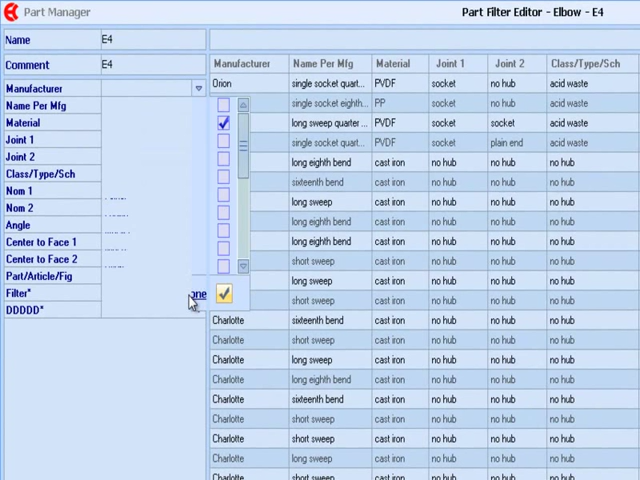 Part Manager
Part Filter Editor - Elbow - E4
Name E4
Comment E4
Manufacturer
Name Per Mfg
Material
Joint 1
Joint 2
Class/Type/Sch
Nom 1
Nom 2
Angle
Center to Face 1
Center to Face 2
Part/Article/Fig
Filter*
DDDDD*
Manufacturer Name Per Mfg Material Joint 1 Joint 2 Class/Type/Sch
Orion single socket quart... PVDF socket no hub acid waste
single socket eighth... PP socket no hub acid waste
long sweep quarter ... PVDF socket socket acid waste
single socket quart... PVDF socket plain end acid waste
long eighth bend cast iron no hub no hub no hub
sixteenth bend cast iron no hub no hub no hub
long sweep cast iron no hub no hub no hub
long eighth bend cast iron no hub no hub no hub
long eighth bend cast iron no hub no hub no hub
short sweep cast iron no hub no hub no hub
long sweep cast iron no hub no hub no hub
short sweep cast iron no hub no hub no hub
Charlotte sixteenth bend cast iron no hub no hub no hub
Charlotte short sweep cast iron no hub no hub no hub
Charlotte long sweep cast iron no hub no hub no hub
Charlotte long eighth bend cast iron no hub no hub no hub
Charlotte sixteenth bend cast iron no hub no hub no hub
Charlotte short sweep cast iron no hub no hub no hub
Charlotte short sweep cast iron no hub no hub no hub
Charlotte long sweep cast iron no hub no hub no hub
Charlotte short sweep cast iron no hub no hub no hub